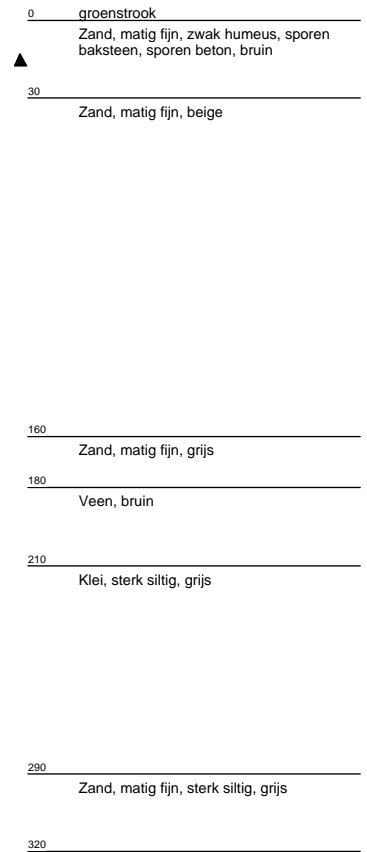 0 groenstrook
Zand, matig fijn, zwak humeus, sporen
baksteen, sporen beton, bruin
30
Zand, matig fijn, beige
160
Zand, matig fijn, grijs
180
Veen, bruin
210
Klei, sterk siltig, grijs
290
Zand, matig fijn, sterk siltig, grijs
320